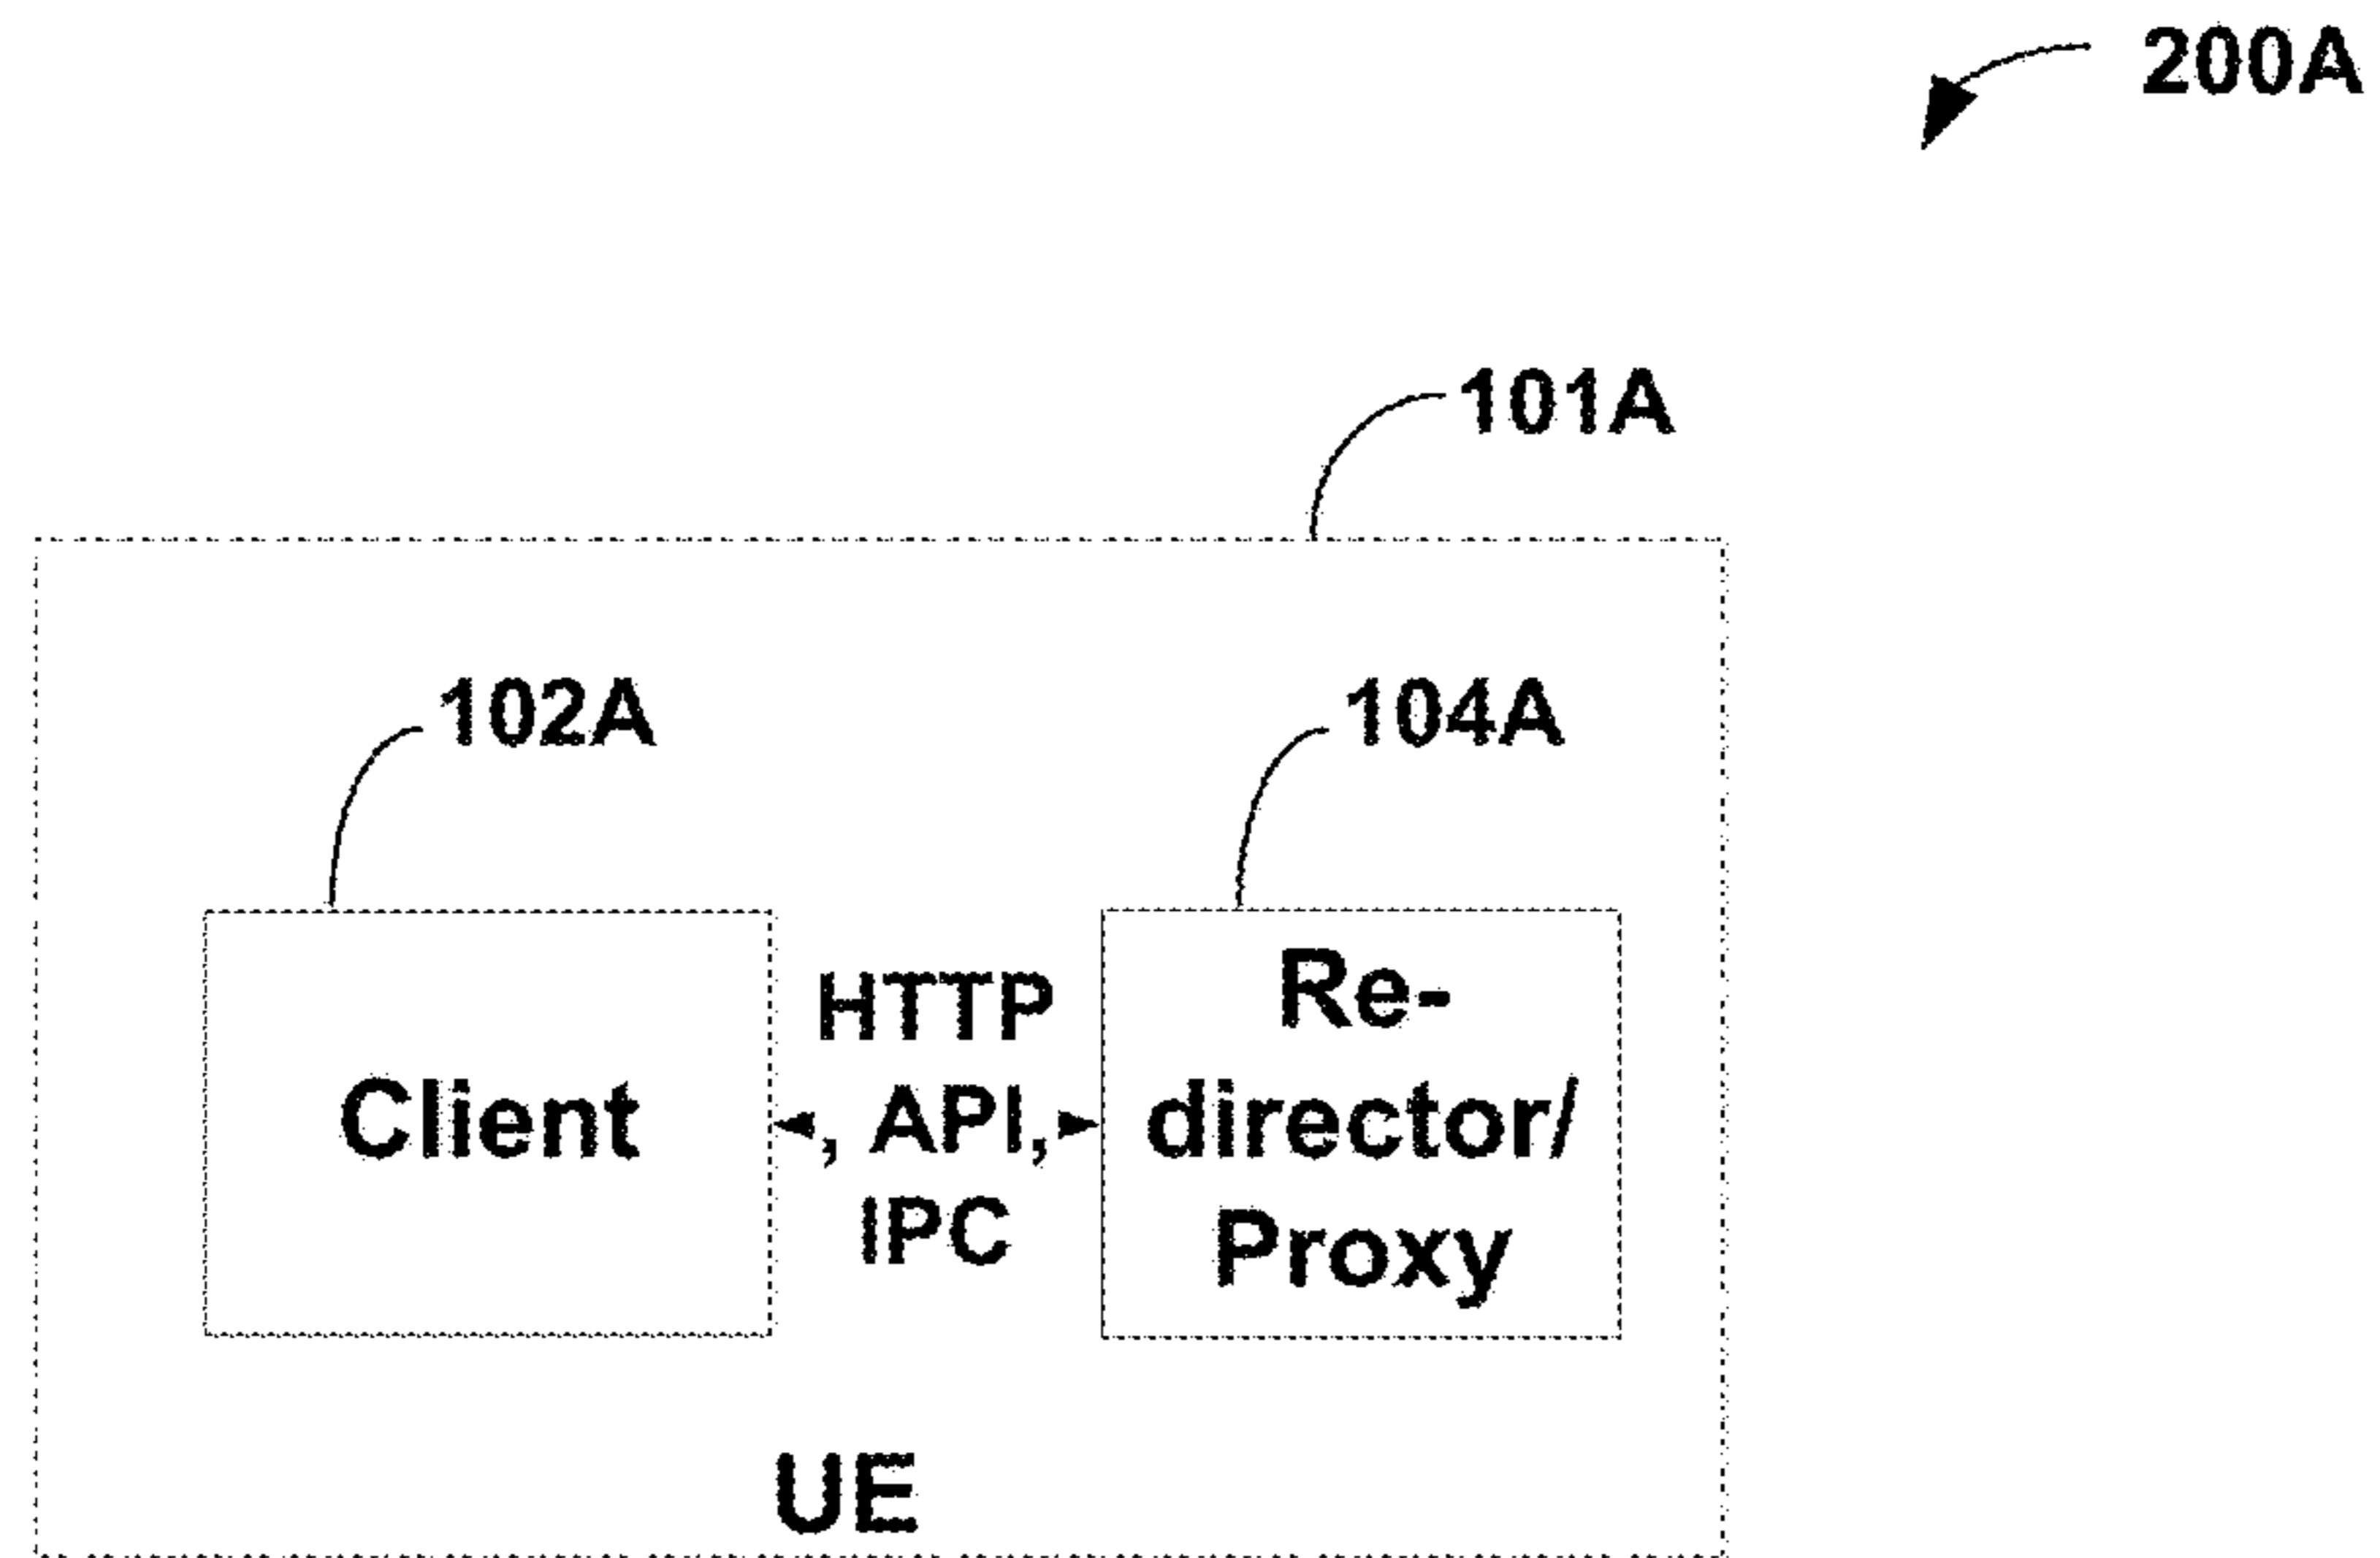 200A
101A
102A
104A
Client
HTTP
, API,
IPC
Re-
director/
Proxy
UE